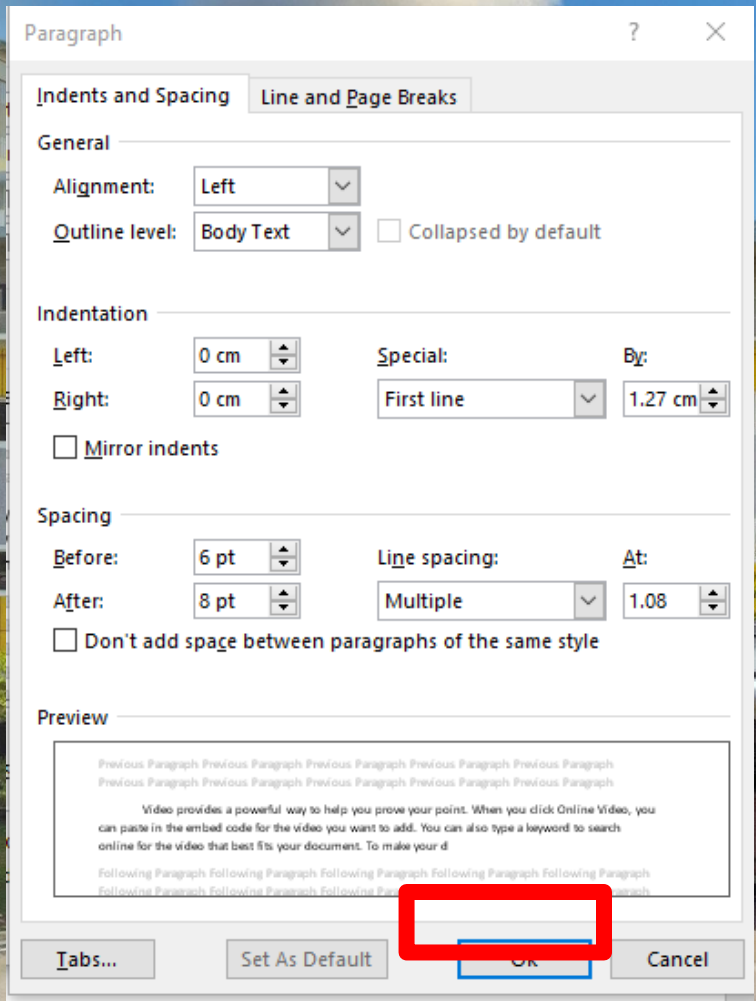 Paragraph ?
Indents and Spacing Line and Page Breaks
General
Alignment: Left
Outline level: Body Text Collapsed by default
Indentation
Left: 0 cm Special: By:
Right: 0 cm First line 1.27 cm
Mirror indents
Spacing
Before: 6 pt Line spacing: At:
After: 8 pt Multiple 1.08
Don't add space between paragraphs of the same style
Preview
Previous Paragraph Previous Paragraph Previous Paragraph Previous Paragraph Previous Paragraph
Previous Paragraph Previous Paragraph Previous Paragraph Previous Paragraph Previous Paragraph
Video provides a powerful way to help you prove your point. When you click Online Video, you
can paste in the embed code for the video you want to add. You can also type a keyword to search
online for the video that best fits your document. To make your d
Following Paragraph Following Paragraph Following Paragraph Following Paragraph Following Paragraph
Following Paragraph Following Paragraph Following
Tabs... Set As Default Cancel